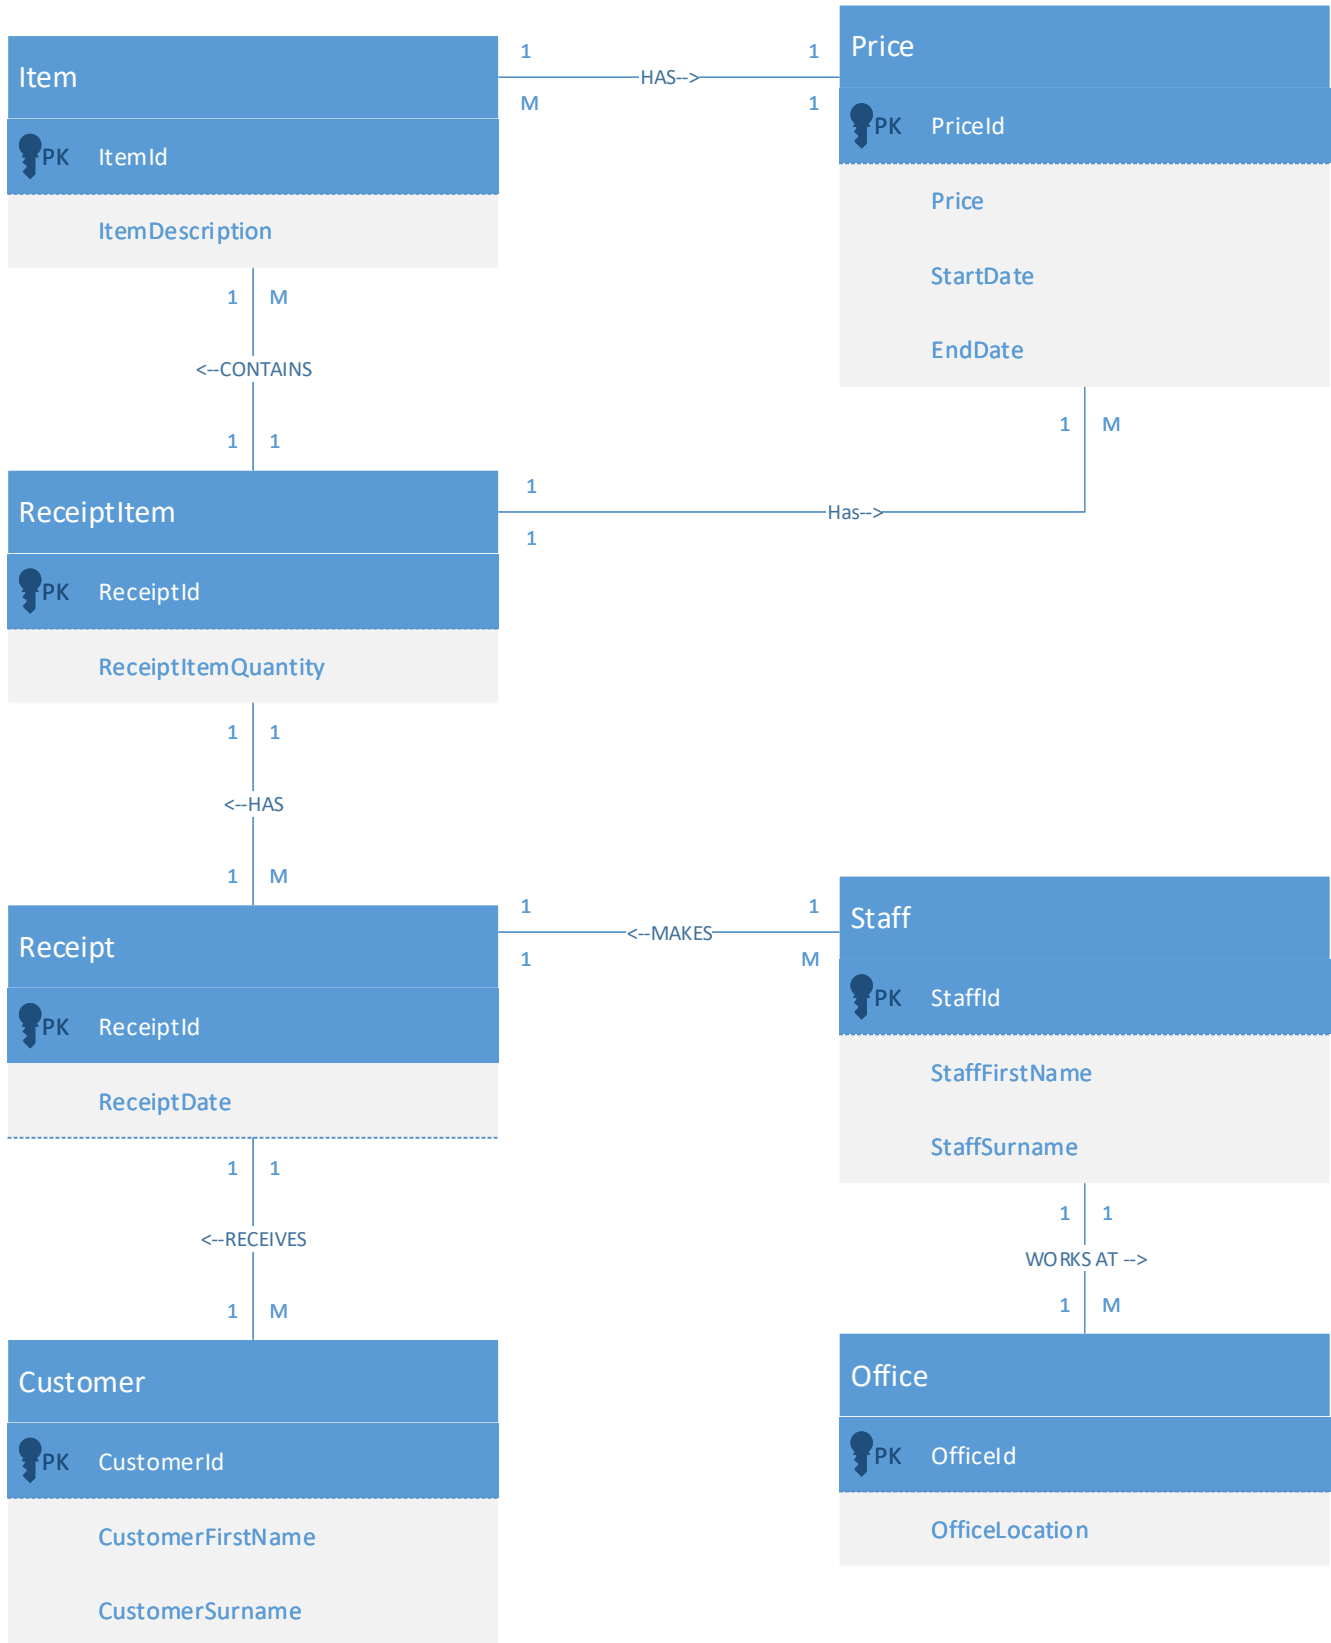 Item
PK ItemId
ItemDescription
1 1
HAS-->
M 1
Price
PK PriceId
Price
StartDate
EndDate
1 M
<--CONTAINS
1 1
1 M
ReceiptItem
PK ReceiptId
ReceiptItemQuantity
1
Has-->
1
1 1
<--HAS
1 M
Receipt
PK ReceiptId
ReceiptDate
1 1
<--MAKES
1 M
Staff
PK StaffId
StaffFirstName
StaffSurname
1 1
<--RECEIVES
1 M
1 1
WORKS AT -->
1 M
Customer
PK CustomerId
CustomerFirstName
CustomerSurname
Office
PK OfficeId
OfficeLocation